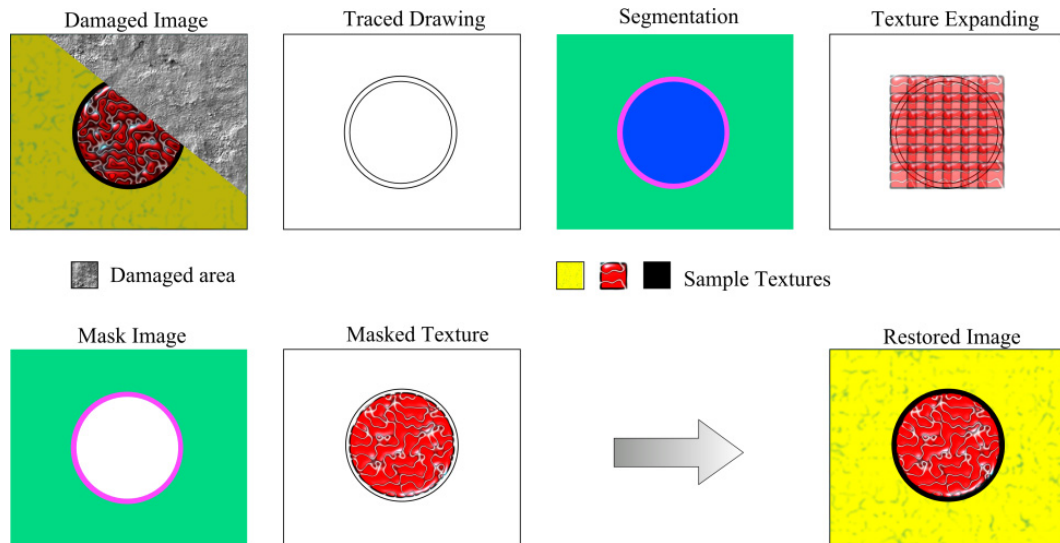 Damaged Image
Traced Drawing
Segmentation
Texture Expanding
Damaged area
Sample Textures
Mask Image
Masked Texture
Restored Image